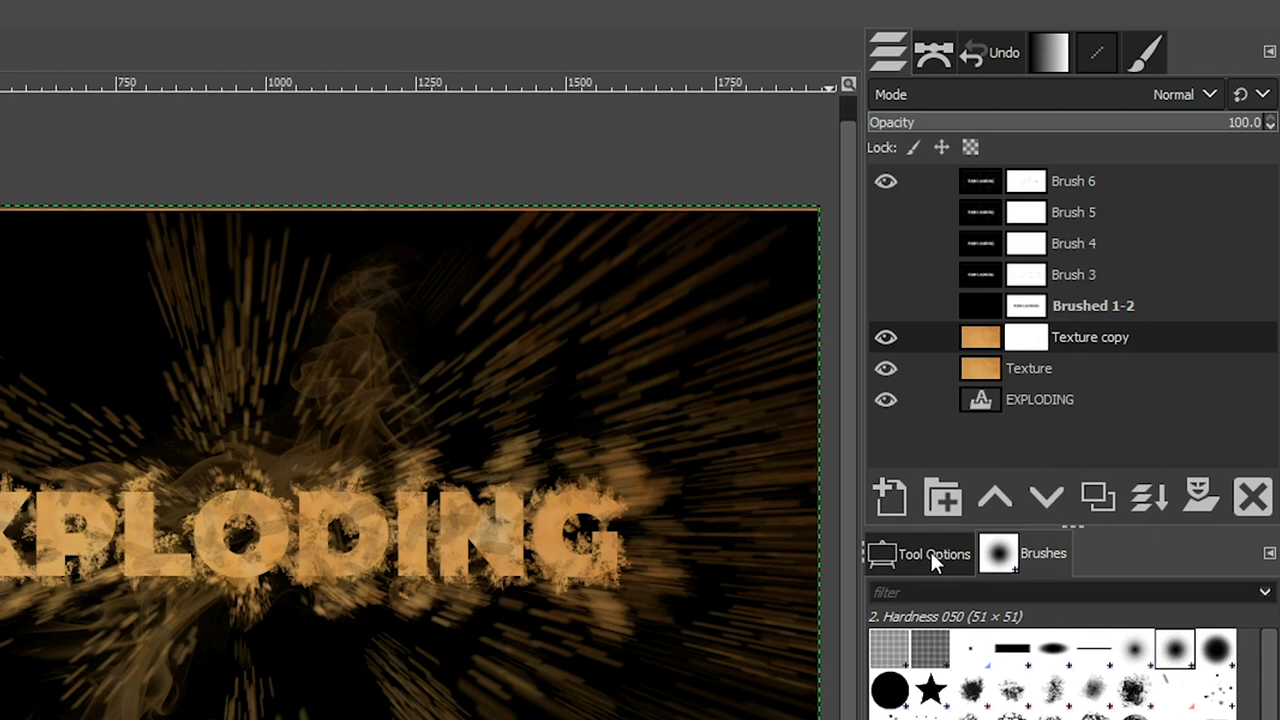 Undo
750 1000 1250 1500 1750
Mode Normal
Opacity 100.0
Lock:
Brush 6
Brush 5
Brush 4
Brush 3
Brushed 1-2
Texture copy
Texture
EXPLODING
XPLODING
Tool Options Brushes
filter
2. Hardness 050 (51 × 51)